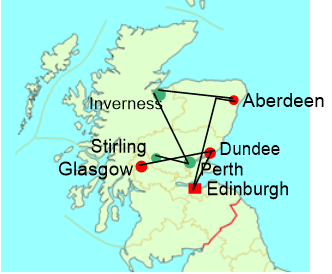 Inverness
Aberdeen
Stirling
Dundee
Glasgow
Perth
Edinburgh